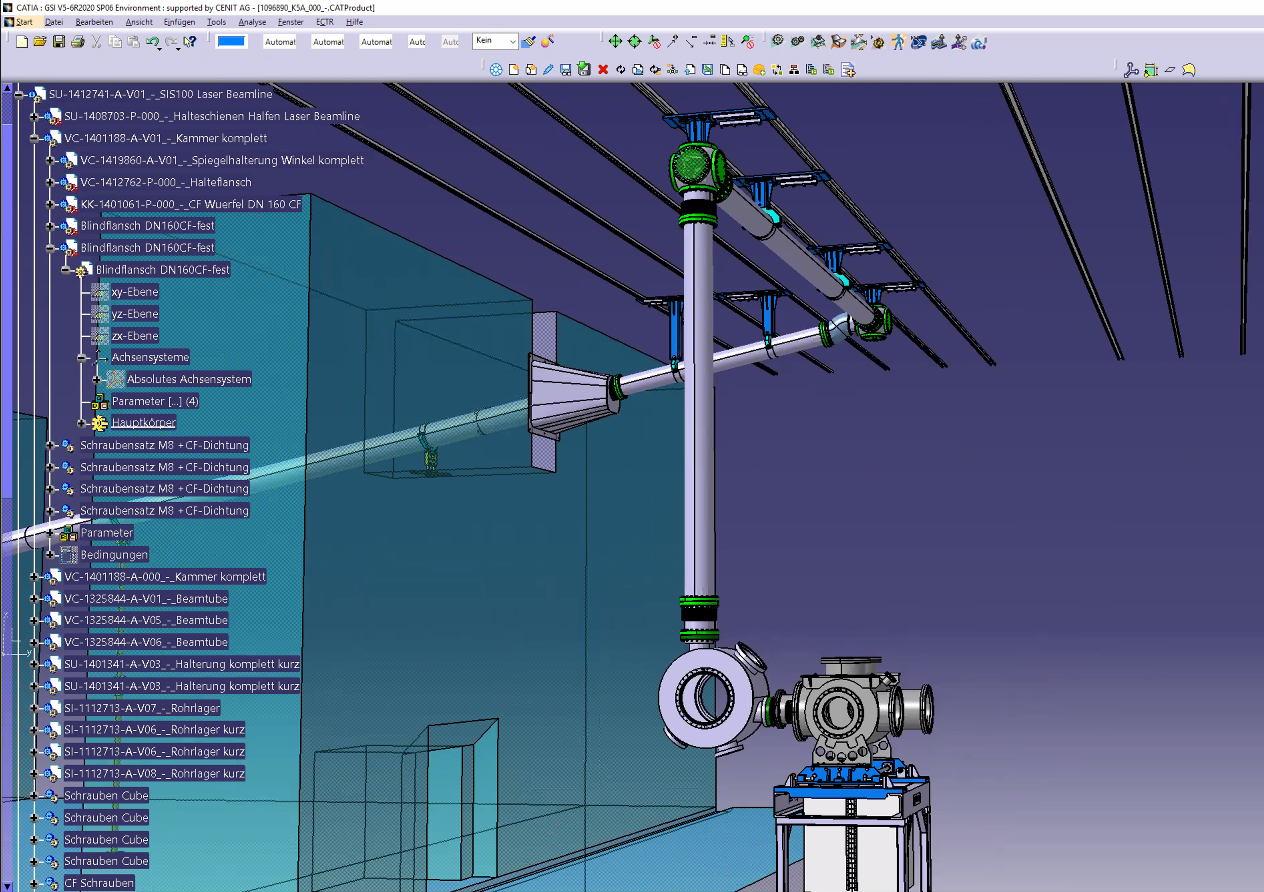 CATIA : GSI V5-6R2020 SP06 Environment : supported by CENIT AG - [1096890_K5A_000_-.CATProduct]
Start Datei Bearbeiten Ansicht Einfügen Tools Analyse Fenster ECTR Hilfe
Automat Automat Automat Aut Aut Kein
SU-1412741-A-V01_-_SIS100 Laser Beamline
SU-1408703-P-000_-_Halteschienen Halfen Laser Beamline
VC-1401188-A-V01_-_Kammer komplett
VC-1419860-A-V01_-_Spiegelhalterung Winkel komplett
VC-1412762-P-000_-_Halteflansch
KK-1401061-P-000_-_CF Wuerfel DN 160 CF
Blindflansch DN160CF-fest
Blindflansch DN160CF-fest
Blindflansch DN160CF-fest
xy-Ebene
yz-Ebene
zx-Ebene
Achsensysteme
Absolutes Achsensystem
Parameter [...] (4)
Hauptkörper
Schraubensatz M8 +CF-Dichtung
Schraubensatz M8 +CF-Dichtung
Schraubensatz M8 +CF-Dichtung
Schraubensatz M8 +CF-Dichtung
Parameter
Bedingungen
VC-1401188-A-000_-_Kammer komplett
VC-1325844-A-V01_-_Beamtube
VC-1325844-A-V05_-_Beamtube
VC-1325844-A-V06_-_Beamtube
SU-1401341-A-V03_-_Halterung komplett kurz
SU-1401341-A-V03_-_Halterung komplett kurz
SI-1112713-A-V07_-_Rohrlager
SI-1112713-A-V06_-_Rohrlager kurz
SI-1112713-A-V06_-_Rohrlager kurz
SI-1112713-A-V08_-_Rohrlager kurz
Schrauben Cube
Schrauben Cube
Schrauben Cube
Schrauben Cube
CF Schrauben